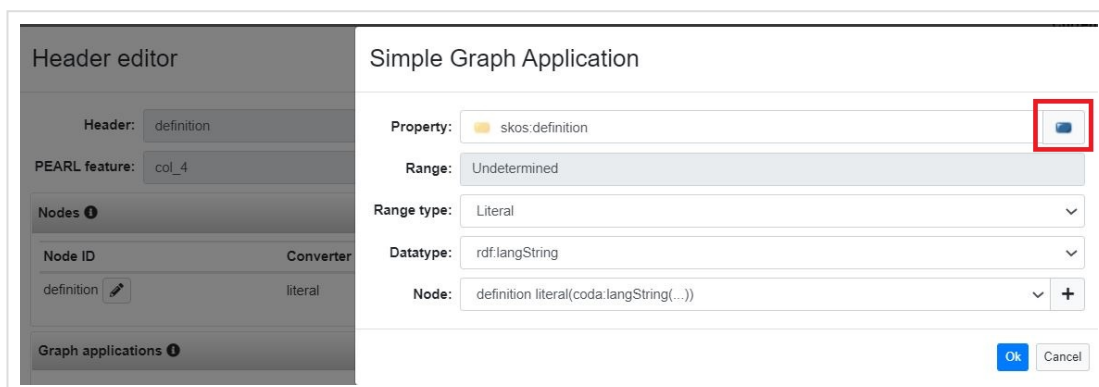 Header editor
Header: definition
PEARL feature: col_4
Nodes
Node ID Converter
definition literal
Graph applications
Simple Graph Application
Property: skos:definition
Range: Undetermined
Range type: Literal
Datatype: rdf:langString
Node: definition literal(coda:langString(...)) +
Ok Cancel